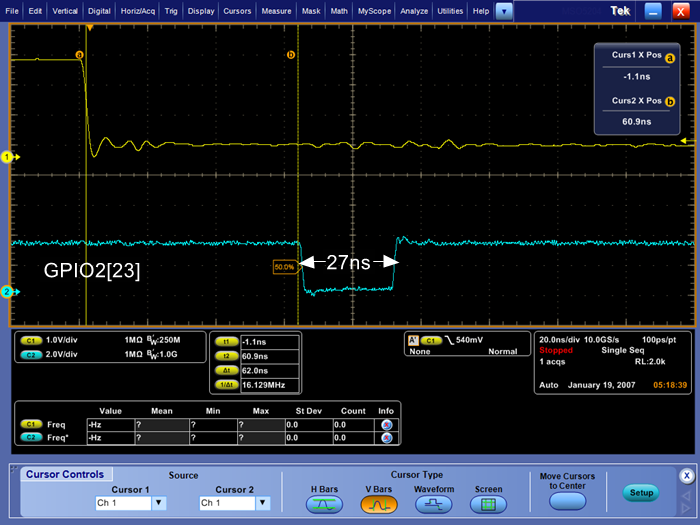 File Edit Vertical Digital Horiz/Acq Trig Display Cursors Measure Mask Math MyScope Analyze Utilities Help Tek X
a b
Curs1 X Pos a
-1.1ns
Curs2 X Pos b
60.9ns
1
GPIO2[23]
50.0%
27ns
2
C1 1.0V/div 1MΩ BW:250M
C2 2.0V/div 1MΩ BW:1.0G
t1 -1.1ns
t2 60.9ns
Δt 62.0ns
1/Δt 16.129MHz
A' C1 540mV
None Normal
20.0ns/div 10.0GS/s 100ps/pt
Stopped Single Seq
1 acqs RL:2.0k
Auto January 19, 2007 05:18:39
Value Mean Min Max St Dev Count Info
C1 Freq -Hz ? ? ? 0.0 0.0
C2 Freq* -Hz ? ? ? 0.0 0.0
Cursor Controls
Source
Cursor 1 Cursor 2
Ch 1 Ch 1
Cursor Type
H Bars V Bars Waveform Screen
Move Cursors
to Center
Setup
X